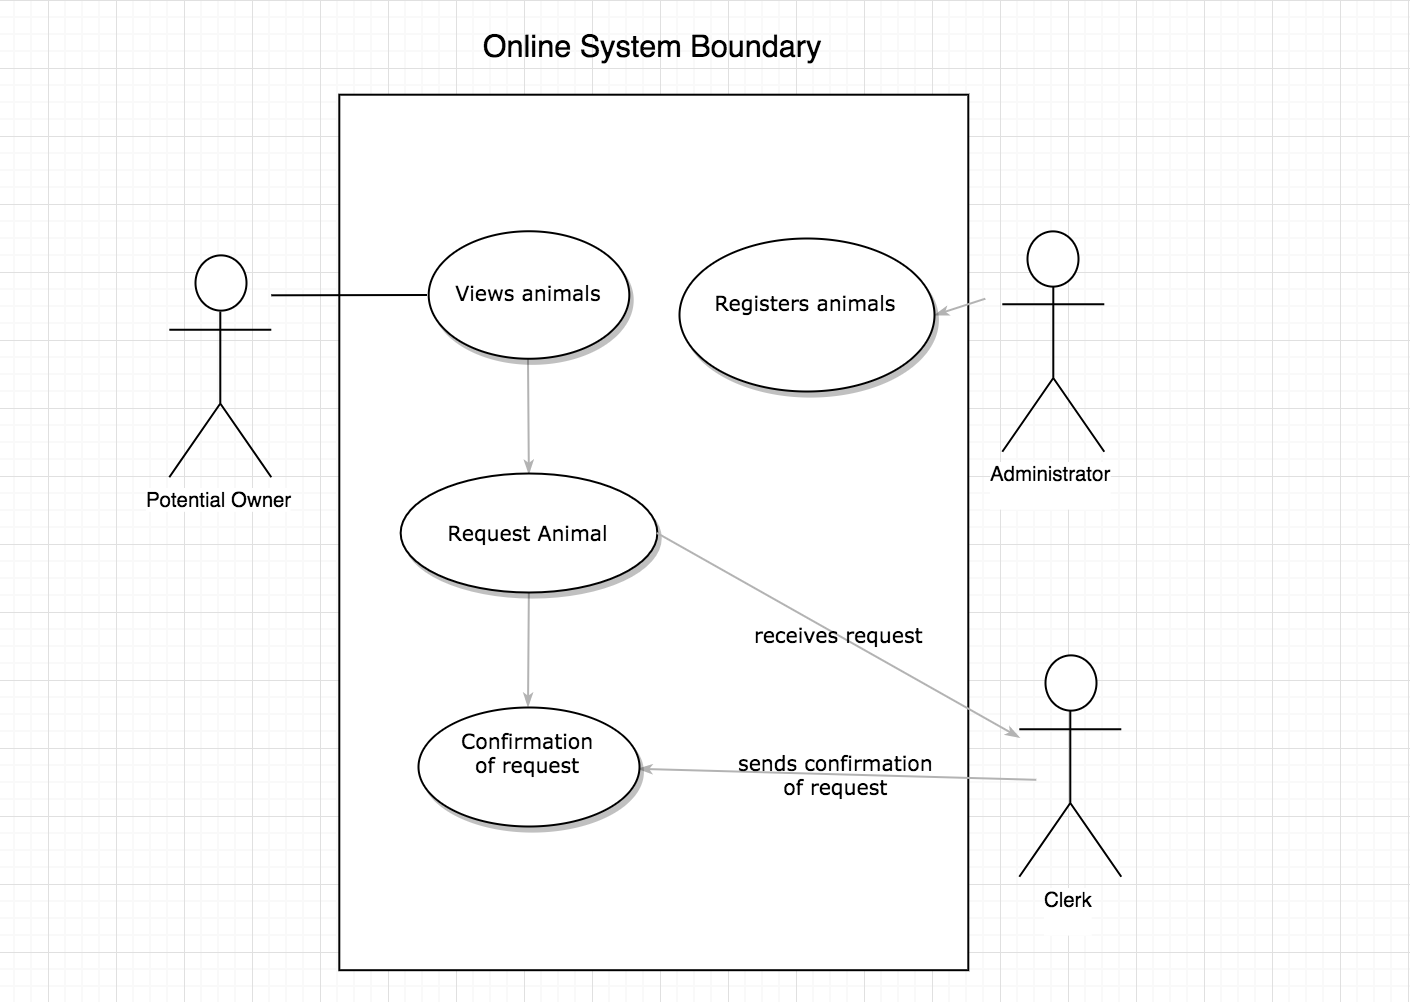 Online System Boundary
Views animals
Registers animals
Administrator
Potential Owner
Request Animal
receives request
Confirmation
of request
sends confirmation
of request
Clerk